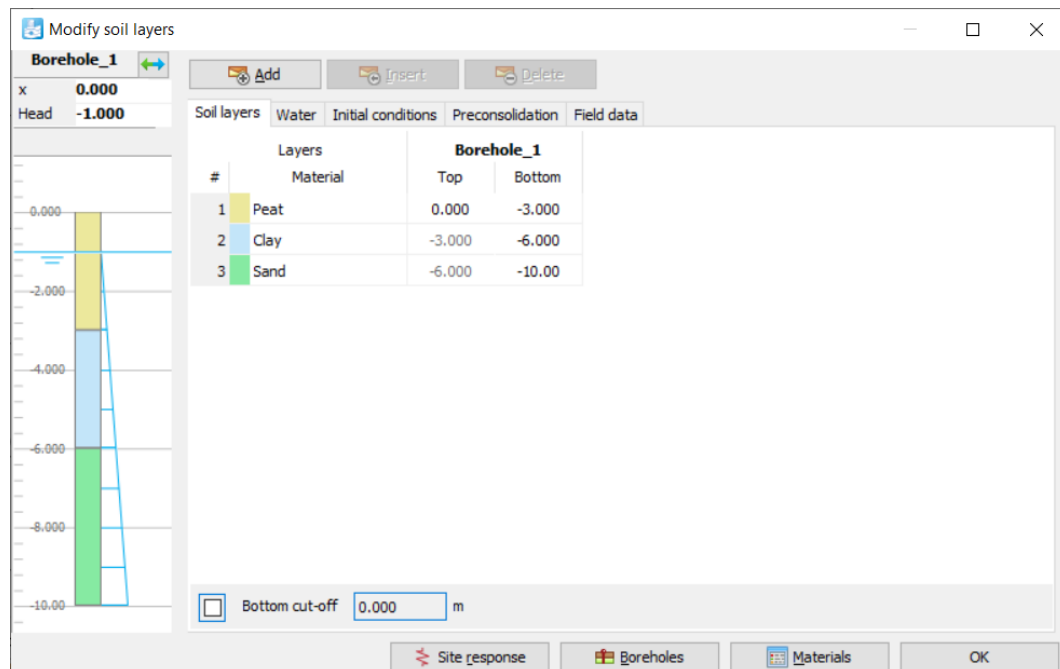 Modify soil layers
Borehole_1
x 0.000
Head -1.000
Add Insert Delete
Soil layers Water Initial conditions Preconsolidation Field data
Layers Borehole_1
# Material Top Bottom
1 Peat 0.000 -3.000
2 Clay -3.000 -6.000
3 Sand -6.000 -10.00
0.000
-2.000
-4.000
-6.000
-8.000
-10.00
Bottom cut-off 0.000 m
Site response Boreholes Materials OK